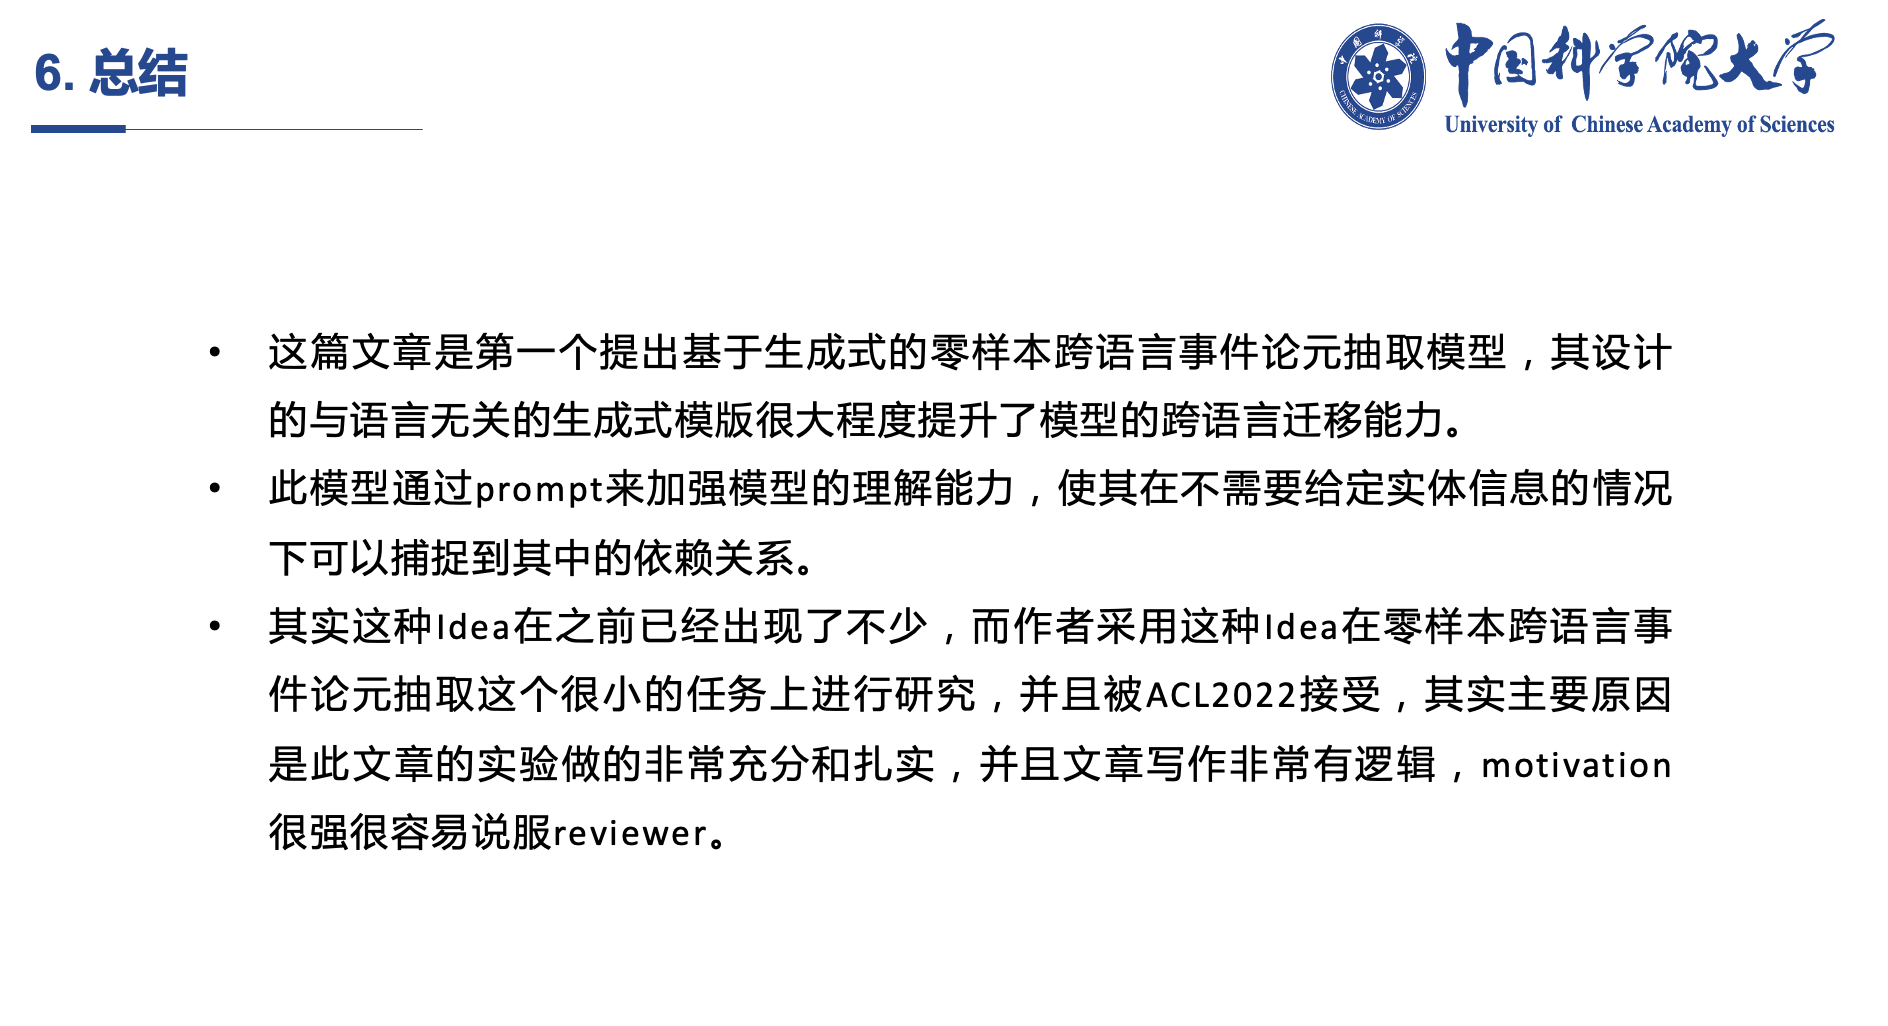 6. 总结
中国科学院大学
CHINESE ACADEMY OF SCIENCES
中国科学院大学
University of Chinese Academy of Sciences
• 这篇文章是第一个提出基于生成式的零样本跨语言事件论元抽取模型，其设计
的与语言无关的生成式模版很大程度提升了模型的跨语言迁移能力。
• 此模型通过prompt来加强模型的理解能力，使其在不需要给定实体信息的情况
下可以捕捉到其中的依赖关系。
• 其实这种Idea在之前已经出现了不少，而作者采用这种Idea在零样本跨语言事
件论元抽取这个很小的任务上进行研究，并且被ACL2022接受，其实主要原因
是此文章的实验做的非常充分和扎实，并且文章写作非常有逻辑，motivation
很强很容易说服reviewer。